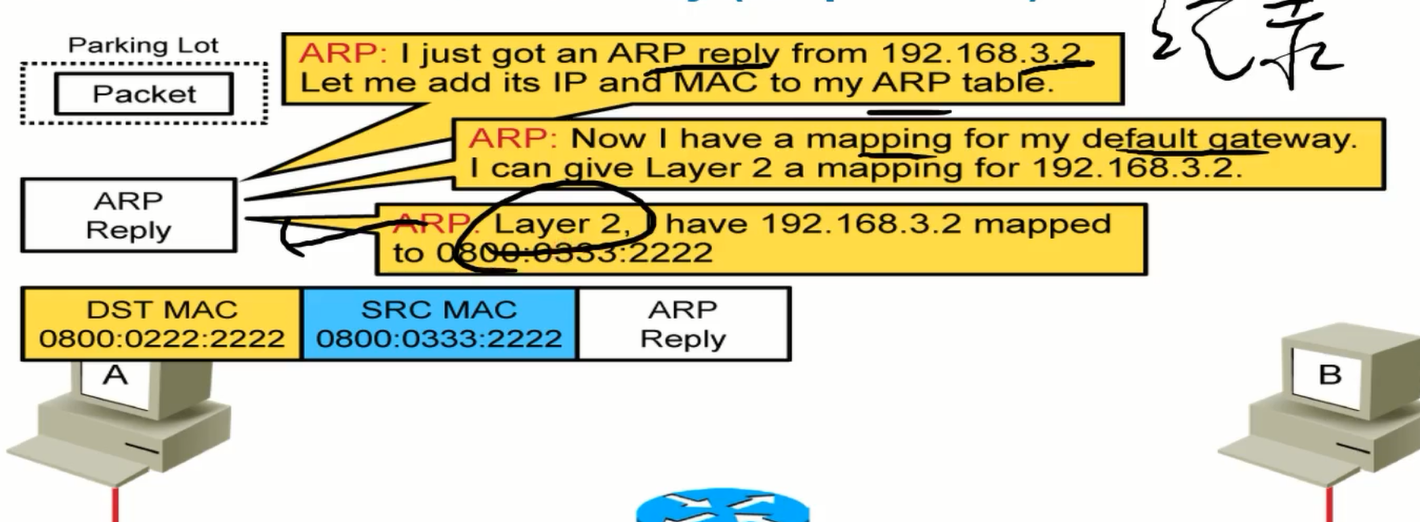 Parking Lot
Packet
ARP: I just got an ARP reply from 192.168.3.2.
Let me add its IP and MAC to my ARP table.
ARP: Now I have a mapping for my default gateway.
I can give Layer 2 a mapping for 192.168.3.2.
ARP
Reply
ARP: Layer 2, I have 192.168.3.2 mapped
to 0800:0333:2222
DST MAC
0800:0222:2222
SRC MAC
0800:0333:2222
ARP
Reply
A
B